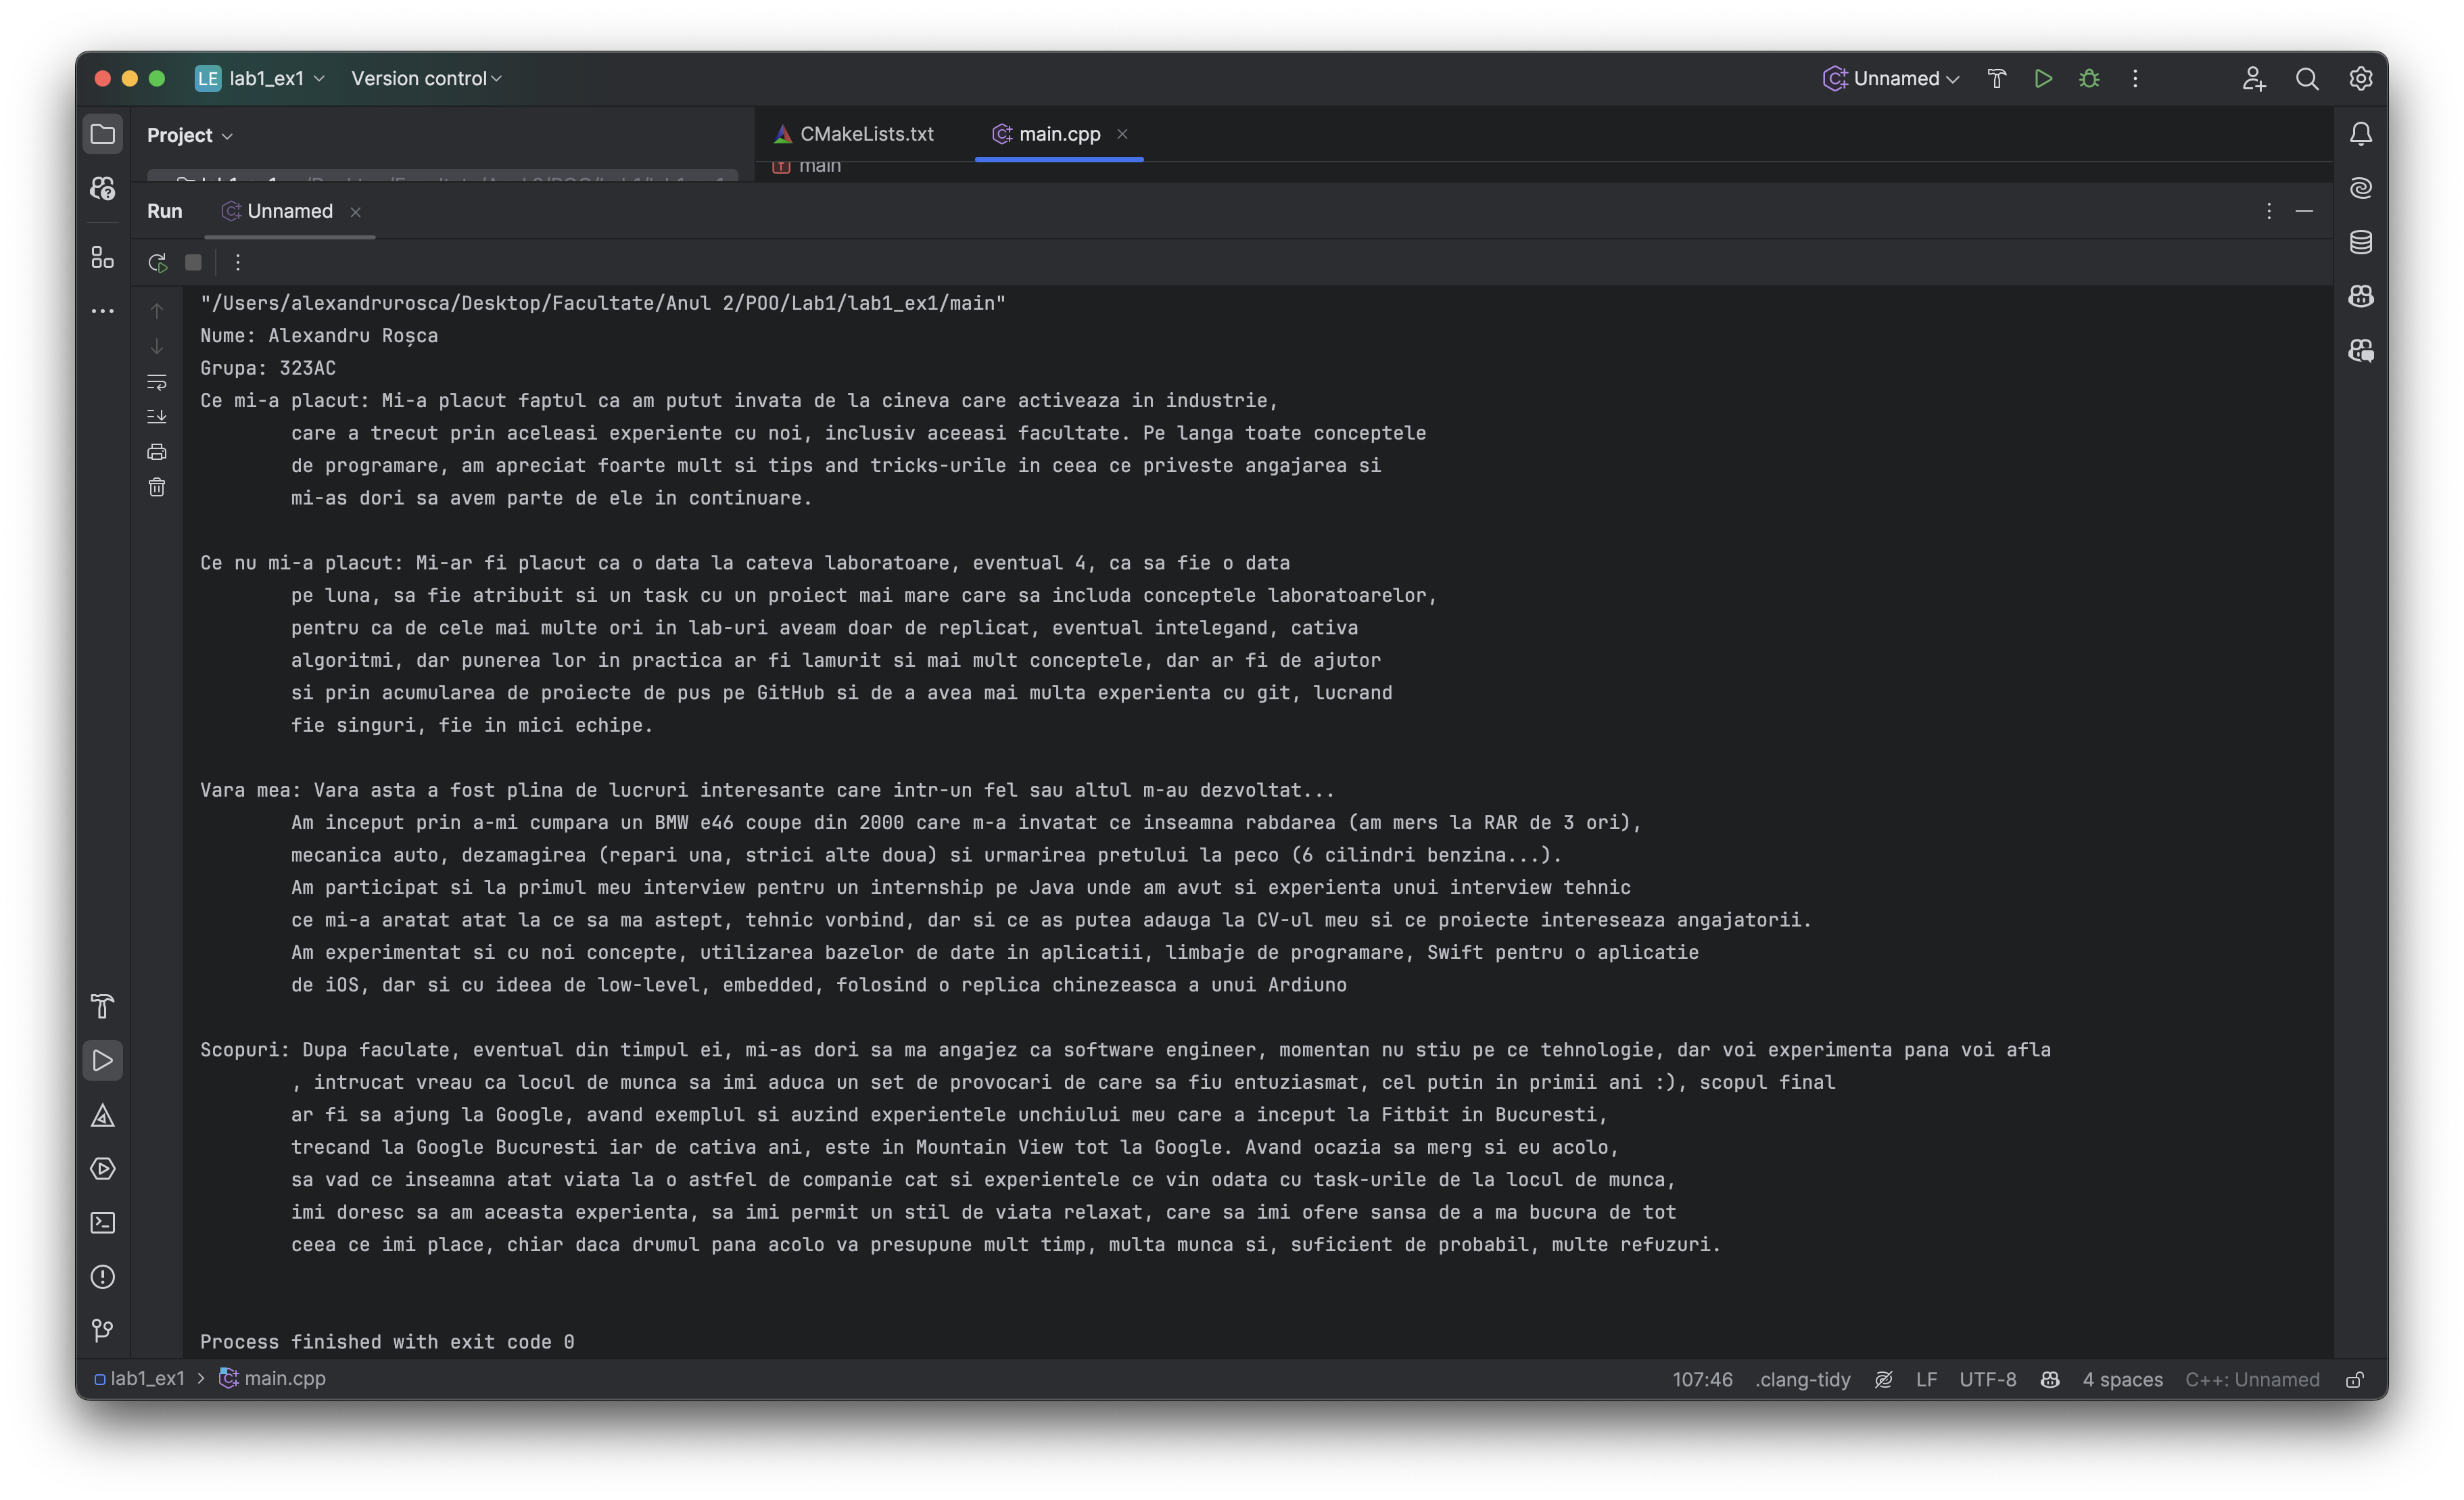 LE lab1_ex1 Version control Unnamed
Project CMakeLists.txt main.cpp
main
Run Unnamed
"/Users/alexandrurosca/Desktop/Facultate/Anul 2/POO/Lab1/lab1_ex1/main"
Nume: Alexandru Roșca
Grupa: 323AC
Ce mi-a placut: Mi-a placut faptul ca am putut invata de la cineva care activeaza in industrie,
care a trecut prin aceleasi experiente cu noi, inclusiv aceeasi facultate. Pe langa toate conceptele
de programare, am apreciat foarte mult si tips and tricks-urile in ceea ce priveste angajarea si
mi-as dori sa avem parte de ele in continuare.
Ce nu mi-a placut: Mi-ar fi placut ca o data la cateva laboratoare, eventual 4, ca sa fie o data
pe luna, sa fie atribuit si un task cu un proiect mai mare care sa includa conceptele laboratoarelor,
pentru ca de cele mai multe ori in lab-uri aveam doar de replicat, eventual intelegand, cativa
algoritmi, dar punerea lor in practica ar fi lamurit si mai mult conceptele, dar ar fi de ajutor
si prin acumularea de proiecte de pus pe GitHub si de a avea mai multa experienta cu git, lucrand
fie singuri, fie in mici echipe.
Vara mea: Vara asta a fost plina de lucruri interesante care intr-un fel sau altul m-au dezvoltat...
Am inceput prin a-mi cumpara un BMW e46 coupe din 2000 care m-a invatat ce inseamna rabdarea (am mers la RAR de 3 ori),
mecanica auto, dezamagirea (repari una, strici alte doua) si urmarirea pretului la peco (6 cilindri benzina...).
Am participat si la primul meu interview pentru un internship pe Java unde am avut si experienta unui interview tehnic
ce mi-a aratat atat la ce sa ma astept, tehnic vorbind, dar si ce as putea adauga la CV-ul meu si ce proiecte intereseaza angajatorii.
Am experimentat si cu noi concepte, utilizarea bazelor de date in aplicatii, limbaje de programare, Swift pentru o aplicatie
de iOS, dar si cu ideea de low-level, embedded, folosind o replica chinezeasca a unui Ardiuno
Scopuri: Dupa faculate, eventual din timpul ei, mi-as dori sa ma angajez ca software engineer, momentan nu stiu pe ce tehnologie, dar voi experimenta pana voi afla
, intrucat vreau ca locul de munca sa imi aduca un set de provocari de care sa fiu entuziasmat, cel putin in primii ani :), scopul final
ar fi sa ajung la Google, avand exemplul si auzind experientele unchiului meu care a inceput la Fitbit in Bucuresti,
trecand la Google Bucuresti iar de cativa ani, este in Mountain View tot la Google. Avand ocazia sa merg si eu acolo,
sa vad ce inseamna atat viata la o astfel de companie cat si experientele ce vin odata cu task-urile de la locul de munca,
imi doresc sa am aceasta experienta, sa imi permit un stil de viata relaxat, care sa imi ofere sansa de a ma bucura de tot
ceea ce imi place, chiar daca drumul pana acolo va presupune mult timp, multa munca si, suficient de probabil, multe refuzuri.
Process finished with exit code 0
lab1_ex1 > main.cpp 107:46 .clang-tidy LF UTF-8 4 spaces C++: Unnamed